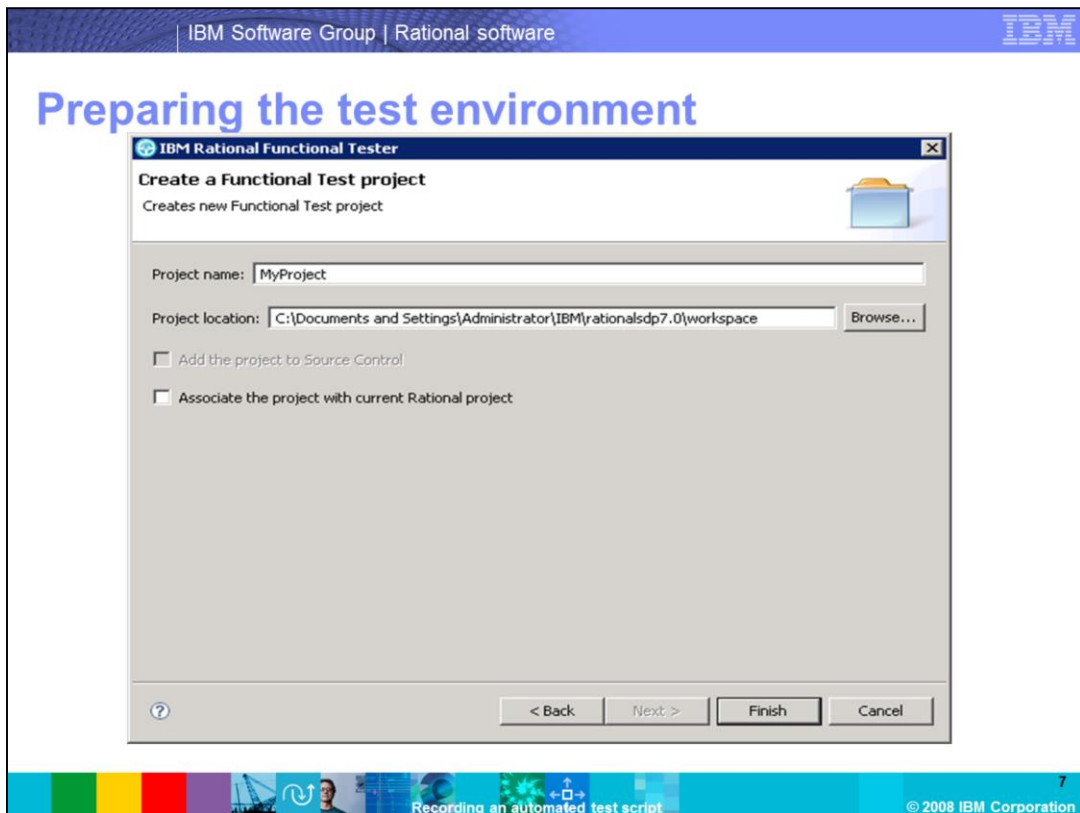 IBM Software Group | Rational software
IBM
Preparing the test environment
IBM Rational Functional Tester
Create a Functional Test project
Creates new Functional Test project
Project name: MyProject
Project location: C:\Documents and Settings\Administrator\IBM\rationalsdp7.0\workspace Browse...
Add the project to Source Control
Associate the project with current Rational project
? < Back Next > Finish Cancel
7
Recording an automated test script © 2008 IBM Corporation